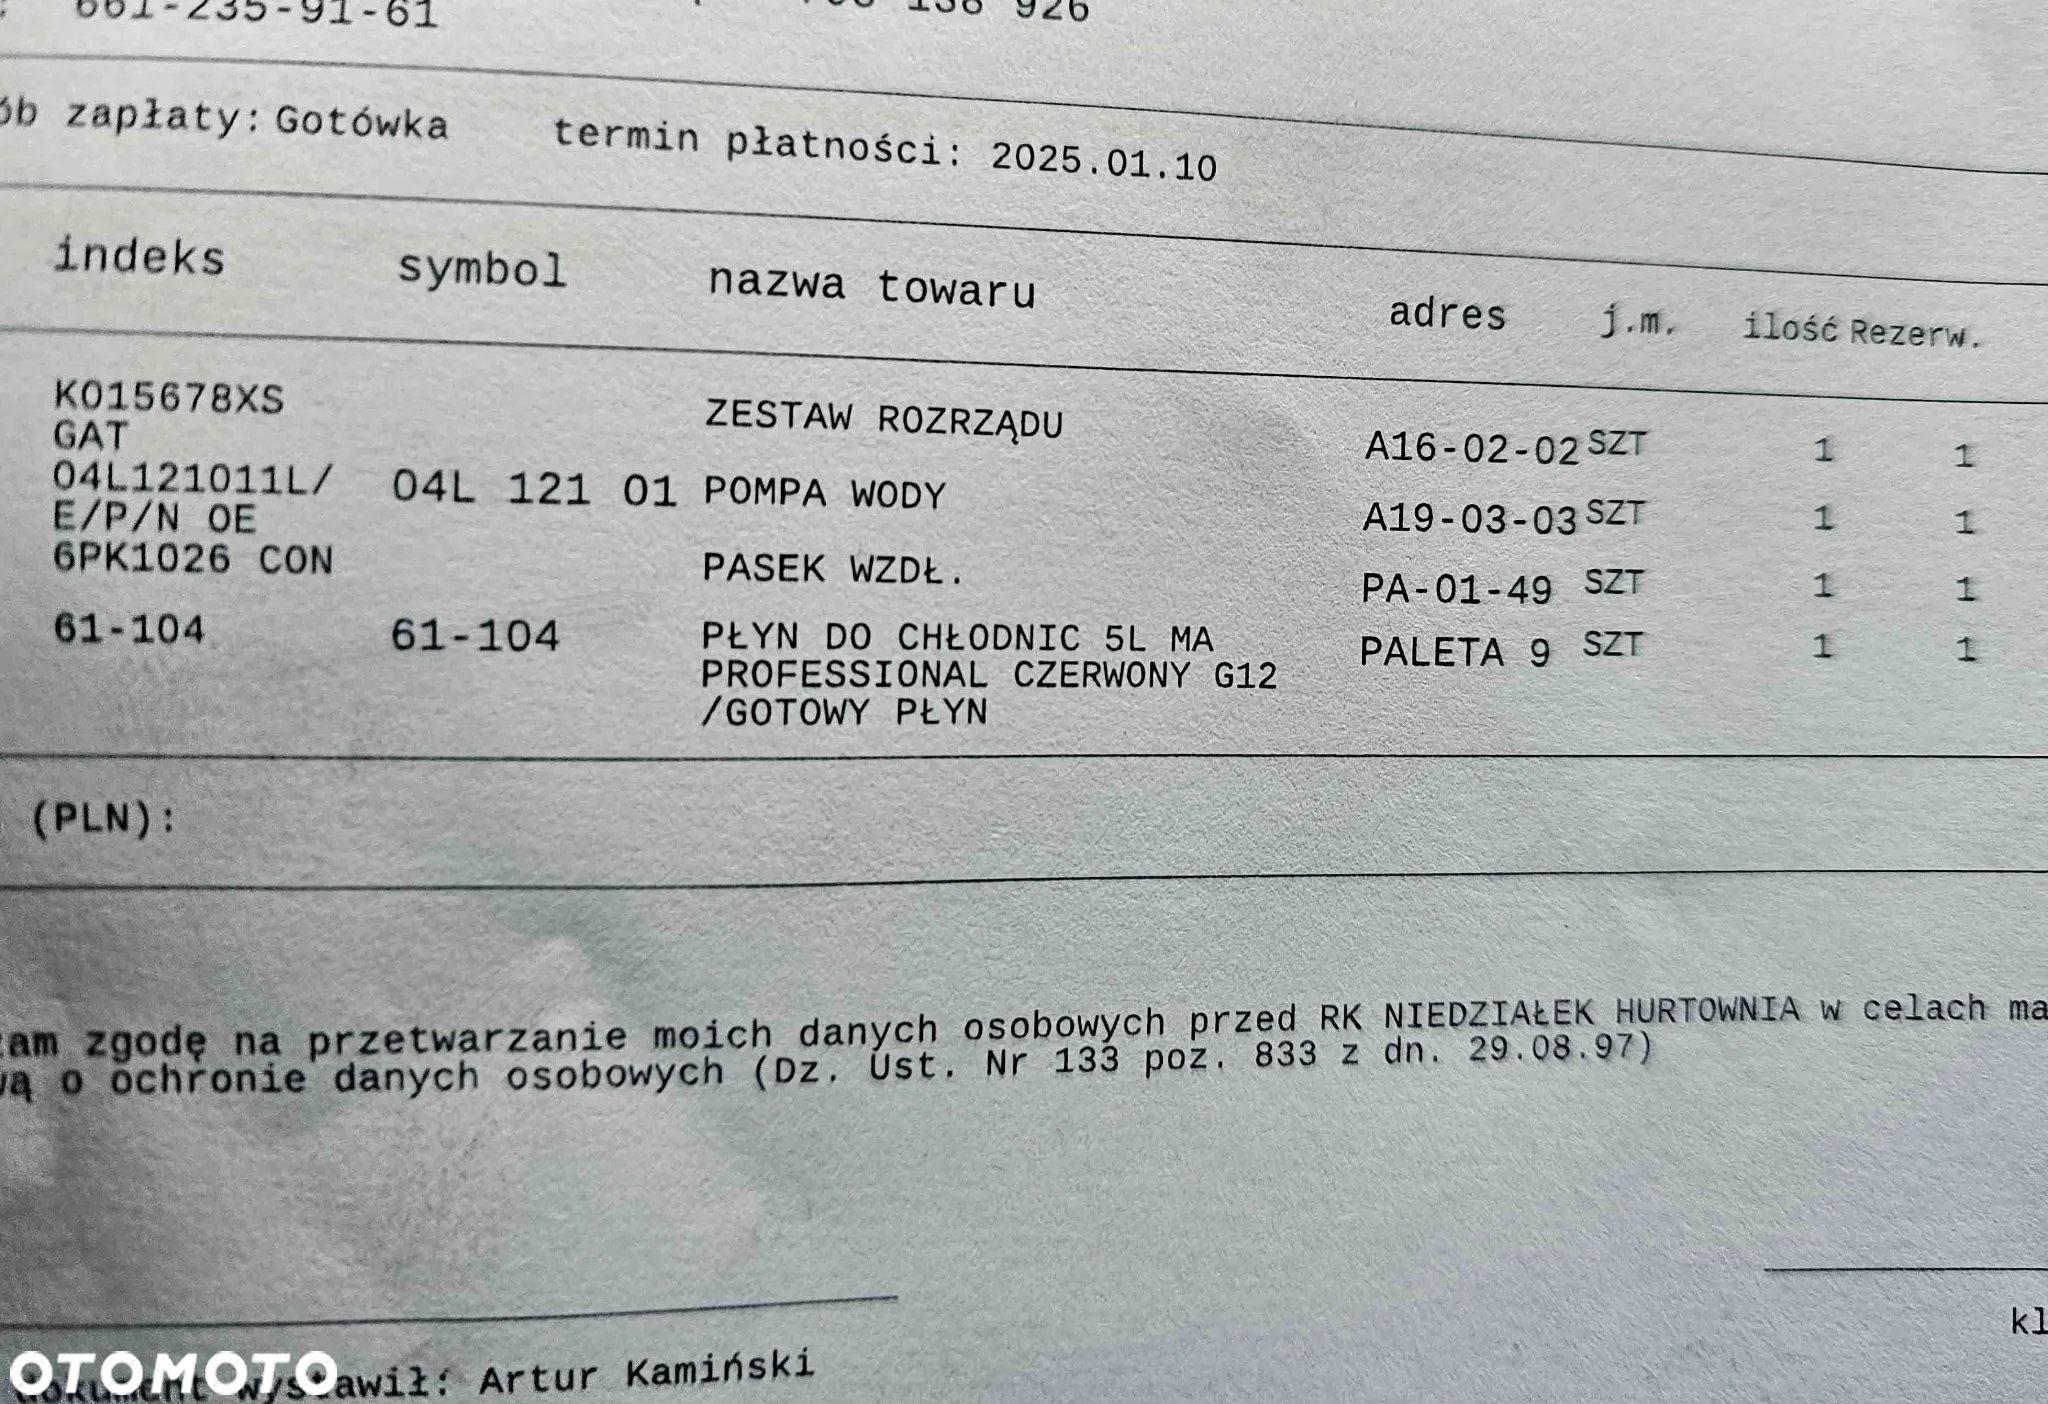 661-235-91-61 138 926
zapłaty: Gotówka termin płatności: 2025.01.10
indeks symbol nazwa towaru adres j.m. ilość Rezerw.
K015678XS ZESTAW ROZRZĄDU A16-02-02 SZT 1 1
GAT
04L121011L/ 04L 121 01 POMPA WODY A19-03-03 SZT 1 1
E/P/N OE
6PK1026 CON PASEK WZDŁ. PA-01-49 SZT 1 1
61-104 61-104 PŁYN DO CHŁODNIC 5L MA PALETA 9 SZT 1 1
PROFESSIONAL CZERWONY G12
/GOTOWY PŁYN
(PLN):
zgodę na przetwarzanie moich danych osobowych przed RK NIEDZIAŁEK HURTOWNIA w celach ma
o ochronie danych osobowych (Dz. Ust. Nr 133 poz. 833 z dn. 29.08.97)
kl
dokument wystawił: Artur Kamiński
OTOMOTO